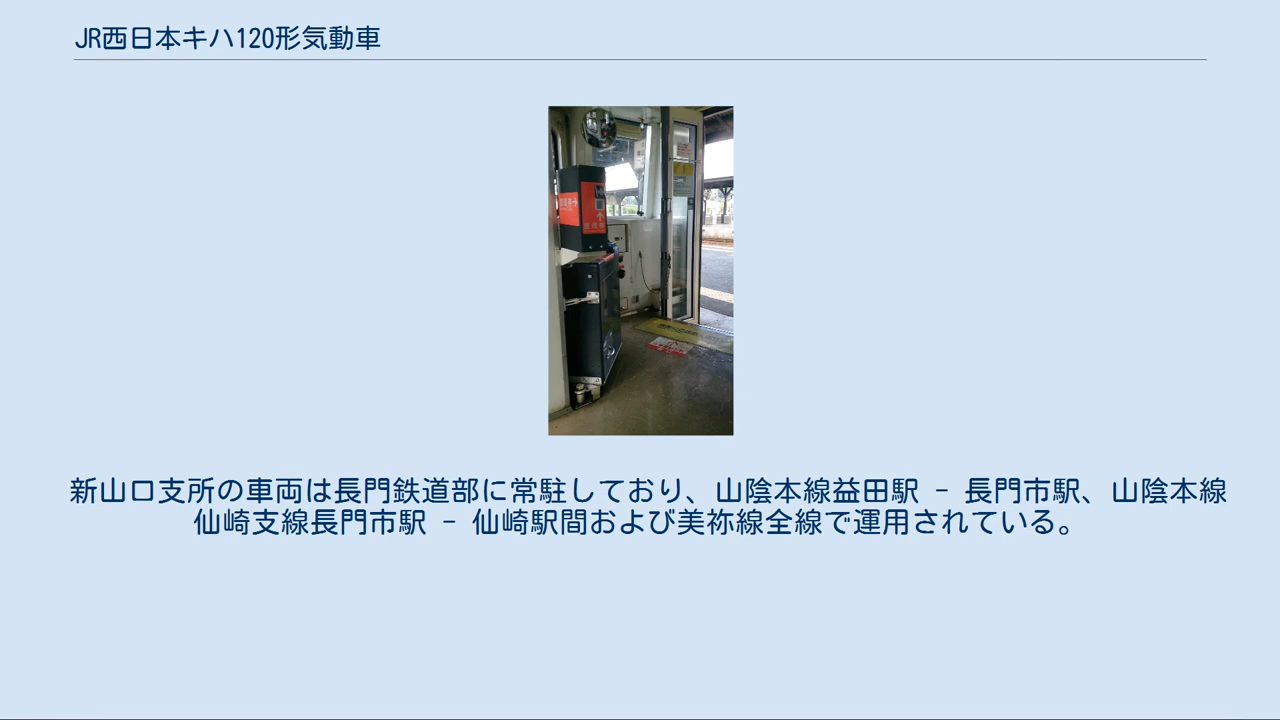 JR西日本キハ120形気動車
新山口支所の車両は長門鉄道部に常駐しており、山陰本線益田駅 - 長門市駅、山陰本線
仙崎支線長門市駅 - 仙崎駅間および美祢線全線で運用されている。